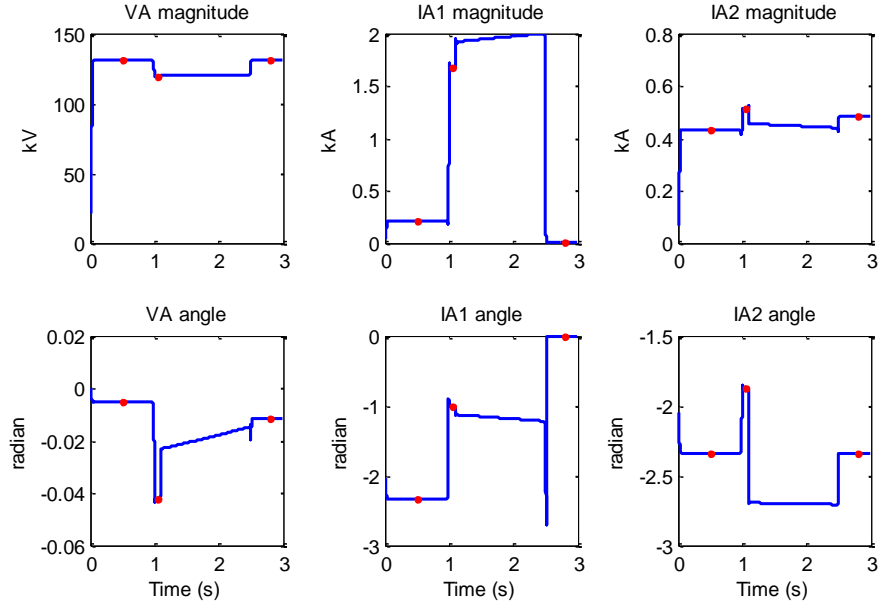 VA magnitude
IA1 magnitude
IA2 magnitude
150
100
50
0
kV
0 1 2 3
2
1.5
1
0.5
0
kA
0 1 2 3
0.8
0.6
0.4
0.2
0
kA
0 1 2 3
VA angle
IA1 angle
IA2 angle
0.02
0
-0.02
-0.04
-0.06
radian
0 1 2 3
Time (s)
0
-1
-2
-3
radian
0 1 2 3
Time (s)
-1.5
-2
-2.5
-3
radian
0 1 2 3
Time (s)